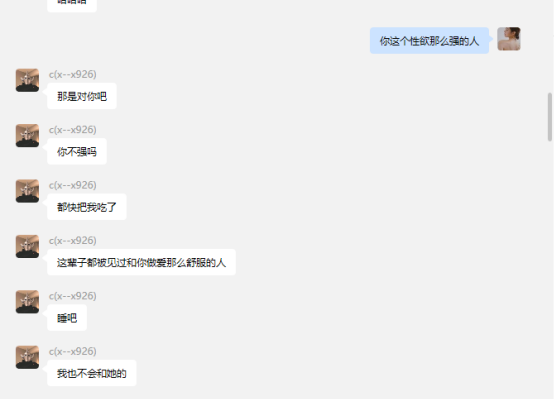 哈哈哈
你这个性欲那么强的人
c(x--x926)
那是对你吧
c(x--x926)
你不强吗
c(x--x926)
都快把我吃了
c(x--x926)
这辈子都被见过和你做爱那么舒服的人
c(x--x926)
睡吧
c(x--x926)
我也不会和她的